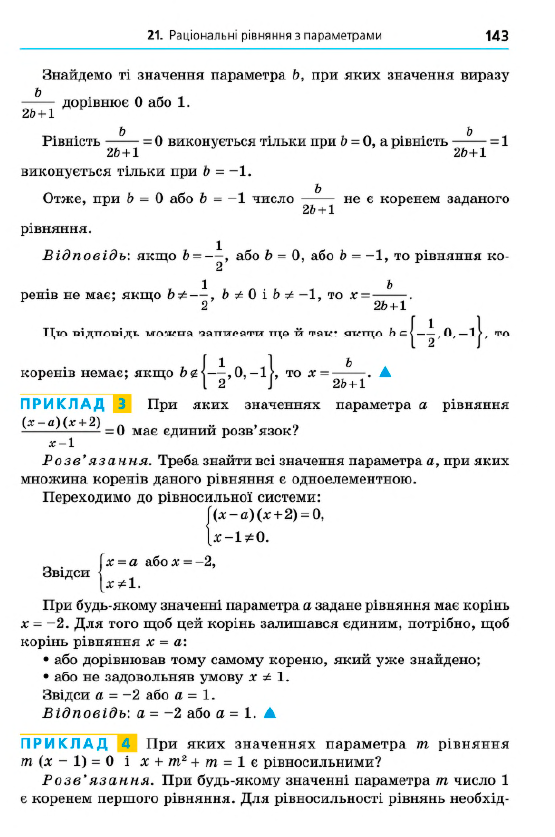 21. Раціональні рівняння з параметрами 143
Знайдемо ті значення параметра b, при яких значення виразу
b/(2b+1) дорівнює 0 або 1.
Рівність b/(2b+1) = 0 виконується тільки при b = 0, а рівність b/(2b+1) = 1
виконується тільки при b = −1.
Отже, при b = 0 або b = −1 число b/(2b+1) не є коренем заданого
рівняння.
Відповідь: якщо b = −1/2, або b = 0, або b = −1, то рівняння ко-
ренів не має; якщо b ≠ −1/2, b ≠ 0 і b ≠ −1, то x = b/(2b+1).
Цю відповідь можна записати ще й так: якщо b ∈ {−1/2, 0, −1}, то
коренів немає; якщо b ∉ {−1/2, 0, −1}, то x = b/(2b+1). ▲
ПРИКЛАД 3 При яких значеннях параметра a рівняння
(x−a)(x+2)/(x−1) = 0 має єдиний розв’язок?
Розв’язання. Треба знайти всі значення параметра a, при яких
множина коренів даного рівняння є одноелементною.
Переходимо до рівносильної системи:
{(x−a)(x+2) = 0,
x−1 ≠ 0.
Звідси {x = a або x = −2,
x ≠ 1.
При будь-якому значенні параметра a задане рівняння має корінь
x = −2. Для того щоб цей корінь залишався єдиним, потрібно, щоб
корінь рівняння x = a:
• або дорівнював тому самому кореню, який уже знайдено;
• або не задовольняв умову x ≠ 1.
Звідси a = −2 або a = 1.
Відповідь: a = −2 або a = 1. ▲
ПРИКЛАД 4 При яких значеннях параметра m рівняння
m (x − 1) = 0 і x + m² + m = 1 є рівносильними?
Розв’язання. При будь-якому значенні параметра m число 1
є коренем першого рівняння. Для рівносильності рівнянь необхід-